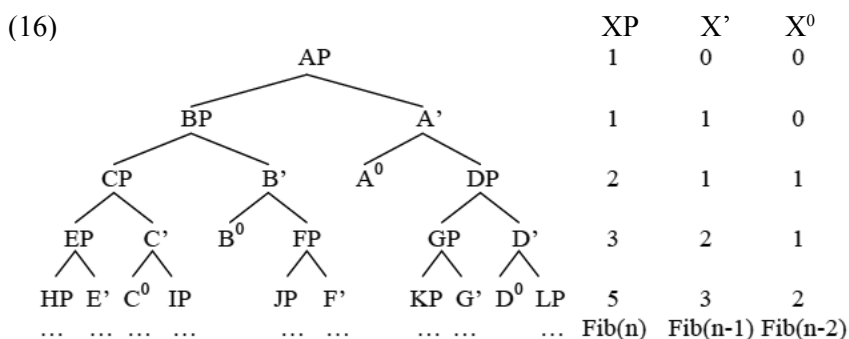 (16) XP X’ X⁰
AP 1 0 0
BP A’ 1 1 0
CP B’ A⁰ DP 2 1 1
EP C’ B⁰ FP GP D’ 3 2 1
HP E’ C⁰ IP JP F’ KP G’ D⁰ LP 5 3 2
... ... ... ... ... ... ... ... ... Fib(n) Fib(n-1) Fib(n-2)